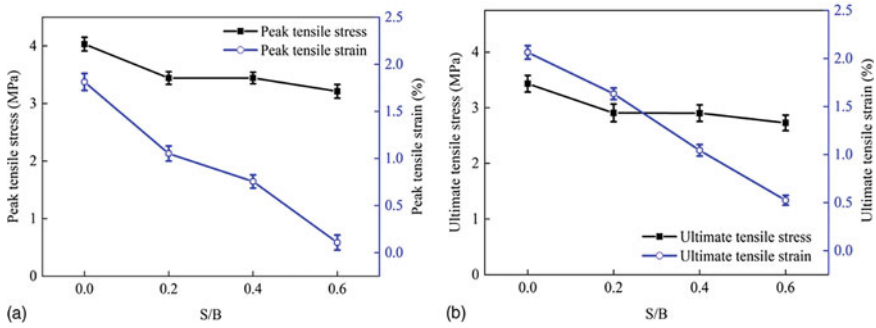 Peak tensile stress (MPa)
4
3
2
1
0
Peak tensile stress
Peak tensile strain
2.5
2.0
1.5
1.0
0.5
0.0
Peak tensile strain (%)
0.0 0.2 0.4 0.6
S/B
(a)
Ultimate tensile stress (MPa)
4
3
2
1
0
Ultimate tensile stress
Ultimate tensile strain
2.5
2.0
1.5
1.0
0.5
0.0
Ultimate tensile strain (%)
0.0 0.2 0.4 0.6
S/B
(b)